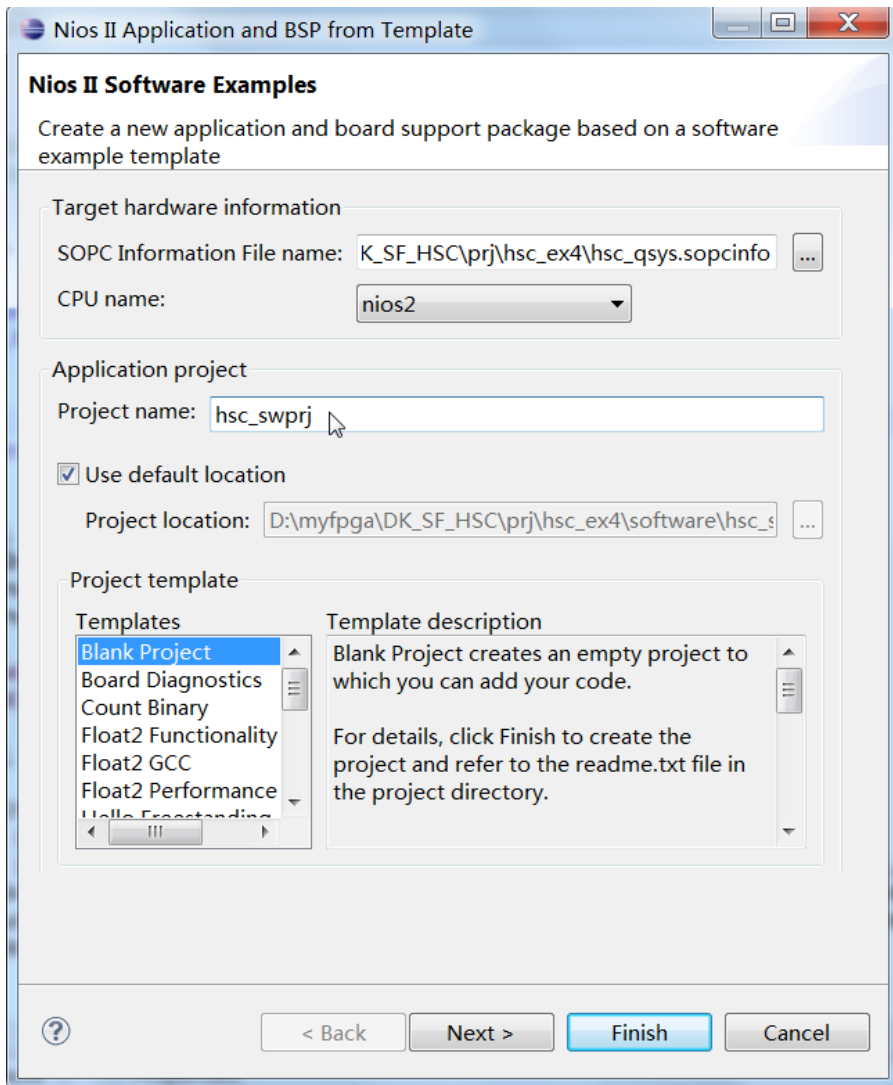 Nios II Application and BSP from Template
Nios II Software Examples
Create a new application and board support package based on a software
example template
Target hardware information
SOPC Information File name: K_SF_HSC\prj\hsc_ex4\hsc_qsys.sopcinfo ...
CPU name: nios2
Application project
Project name: hsc_swprj
Use default location
Project location: D:\myfpga\DK_SF_HSC\prj\hsc_ex4\software\hsc_s ...
Project template
Templates
Blank Project
Board Diagnostics
Count Binary
Float2 Functionality
Float2 GCC
Float2 Performance
Hello Freestanding
Template description
Blank Project creates an empty project to
which you can add your code.
For details, click Finish to create the
project and refer to the readme.txt file in
the project directory.
? < Back Next > Finish Cancel